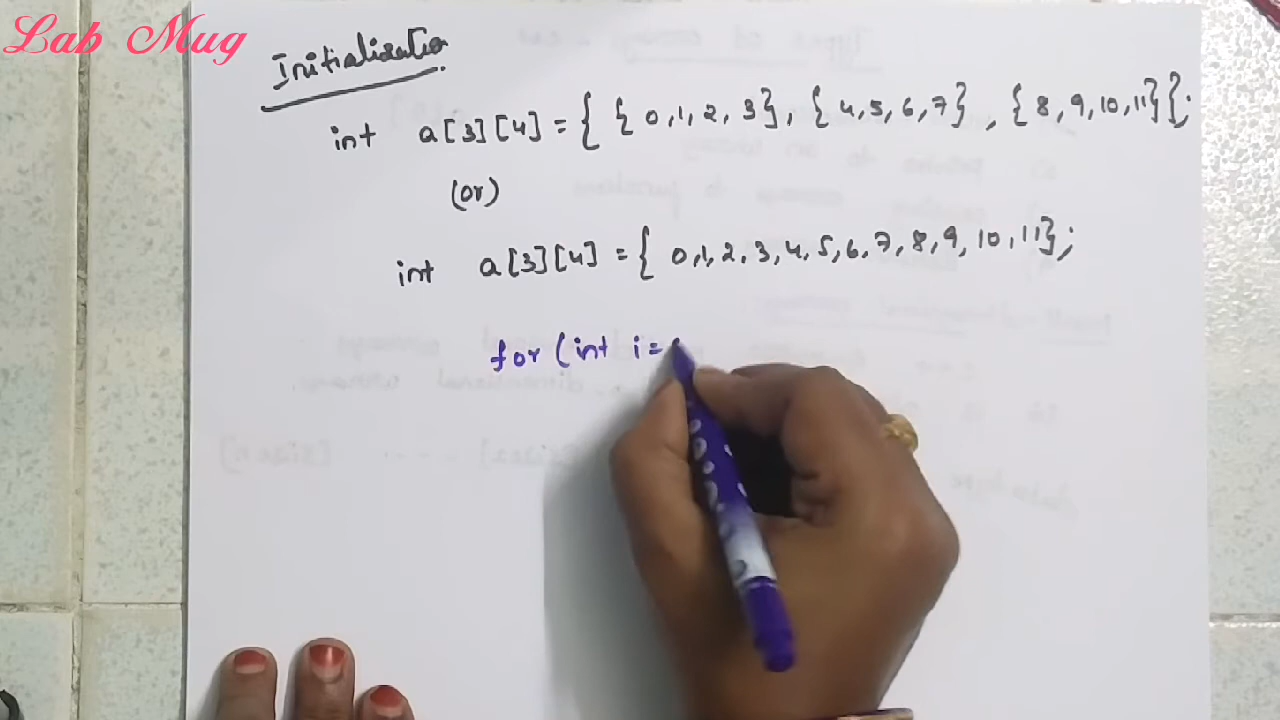 Lab Mug
Initialization
int a[3][4] = { { 0,1,2,3}, {4,5,6,7} , {8,9,10,11}};
(or)
int a[3][4] = { 0,1,2,3,4,5,6,7,8,9,10,11};
for (int i=